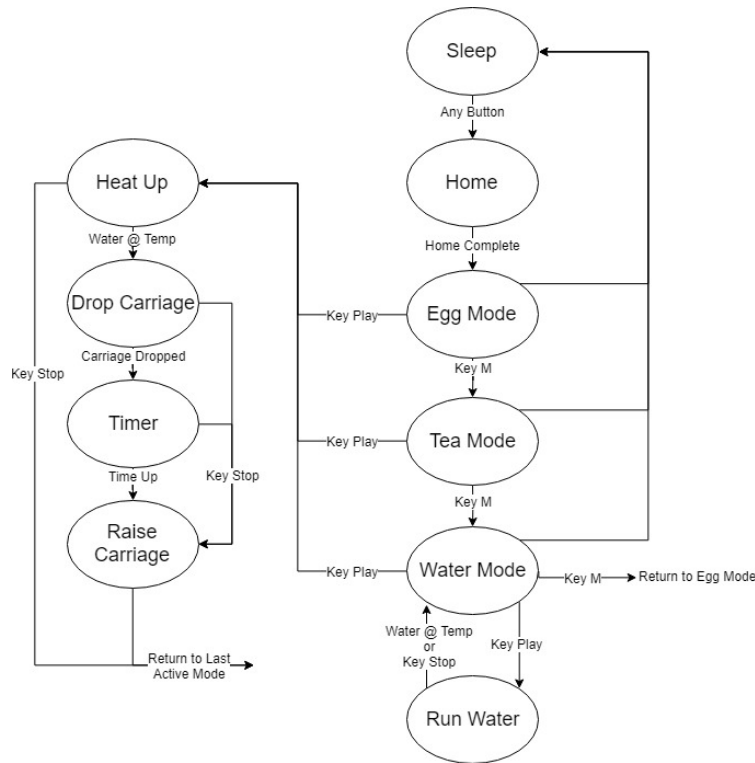 Sleep
Any Button
Home
Heat Up
Water @ Temp
Home Complete
Drop Carriage
Key Play
Egg Mode
Carriage Dropped
Key Stop
Key M
Timer
Key Play
Tea Mode
Time Up
Key Stop
Key M
Raise
Carriage
Key Play
Water Mode
Key M
Return to Egg Mode
Water @ Temp
or
Key Stop
Key Play
Return to Last
Active Mode
Run Water